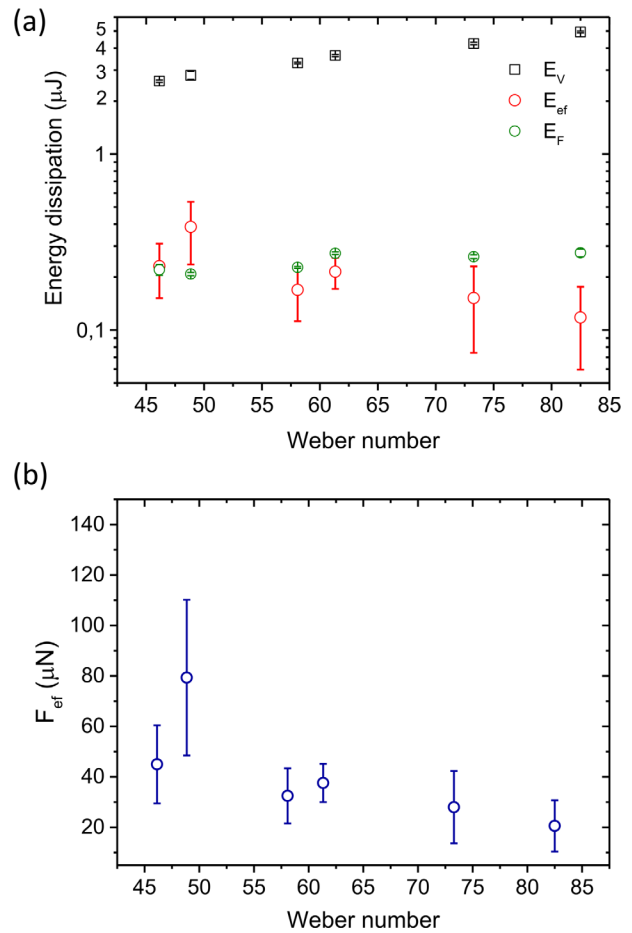 (a)
Energy dissipation (μJ)
5
4
3
2
1
0,1
E_V
E_ef
E_F
45 50 55 60 65 70 75 80 85
Weber number
(b)
F_ef (μN)
140
120
100
80
60
40
20
45 50 55 60 65 70 75 80 85
Weber number